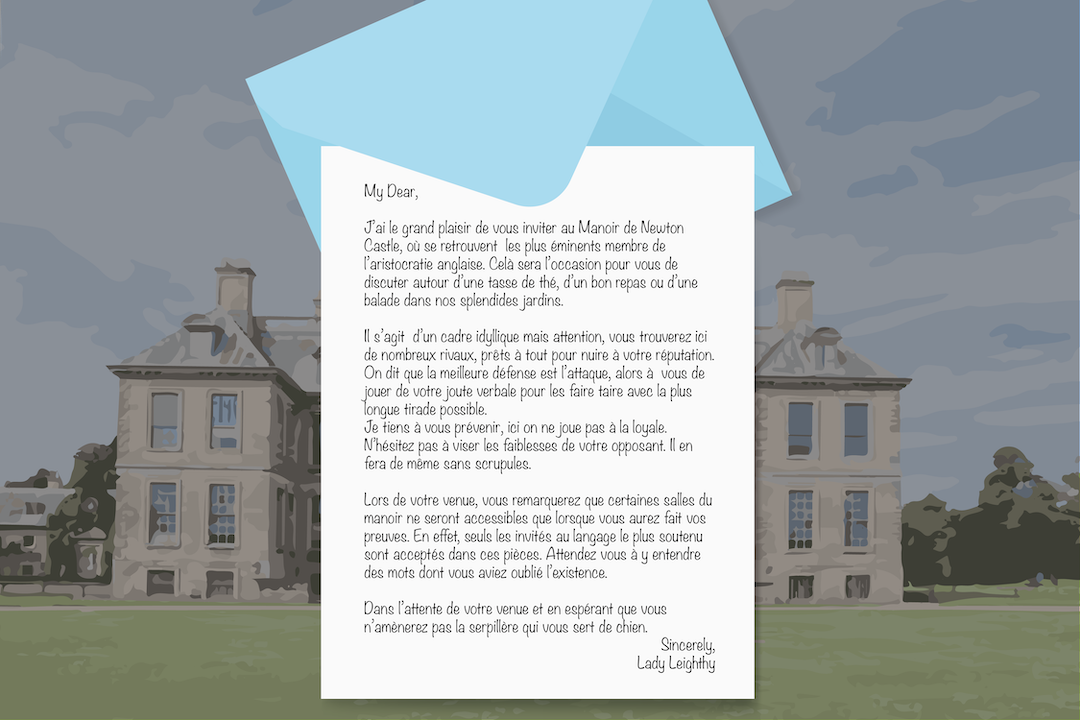 My Dear,
J'ai le grand plaisir de vous inviter au Manoir de Newton
Castle, où se retrouvent  les plus éminents membre de
l'aristocratie anglaise. Celà sera l'occasion pour vous de
discuter autour d'une tasse de thé, d'un bon repas ou d'une
balade dans nos splendides jardins.
Il s'agit  d'un cadre idyllique mais attention, vous trouverez ici
de nombreux rivaux, prêts à tout pour nuire à votre réputation.
On dit que la meilleure défense est l'attaque, alors à  vous de
jouer de votre joute verbale pour les faire taire avec la plus
longue tirade possible.
Je tiens à vous prévenir, ici on ne joue pas à la loyale.
N'hésitez pas à viser les faiblesses de votre opposant. Il en
fera de même sans scrupules.
Lors de votre venue, vous remarquerez que certaines salles du
manoir ne seront accessibles que lorsque vous aurez fait vos
preuves. En effet, seuls les invités au langage le plus soutenu
sont acceptés dans ces pièces. Attendez vous à y entendre
des mots dont vous aviez oublié l'existence.
Dans l'attente de votre venue et en espérant que vous
n'amènerez pas la serpillère qui vous sert de chien.
Sincerely,
Lady Leighthy